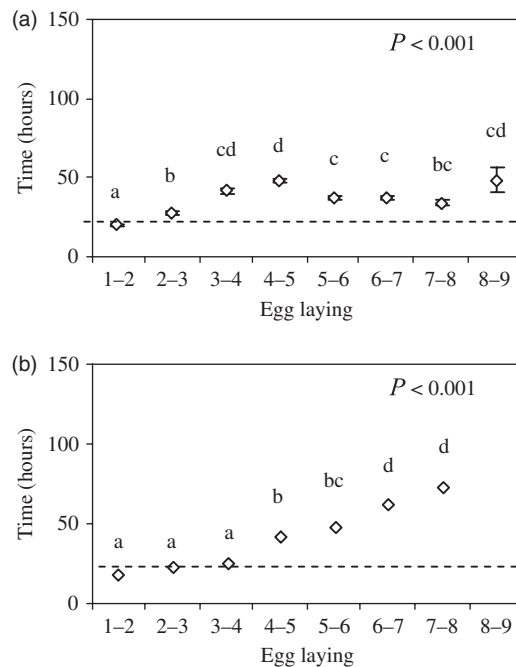 (a)
150
P < 0.001
100
Time (hours)
cd
d
cd
c
c
b
bc
50
a
0
1–2 2–3 3–4 4–5 5–6 6–7 7–8 8–9
Egg laying
(b)
150
P < 0.001
100
Time (hours)
d
d
bc
b
50
a
a
a
0
1–2 2–3 3–4 4–5 5–6 6–7 7–8 8–9
Egg laying